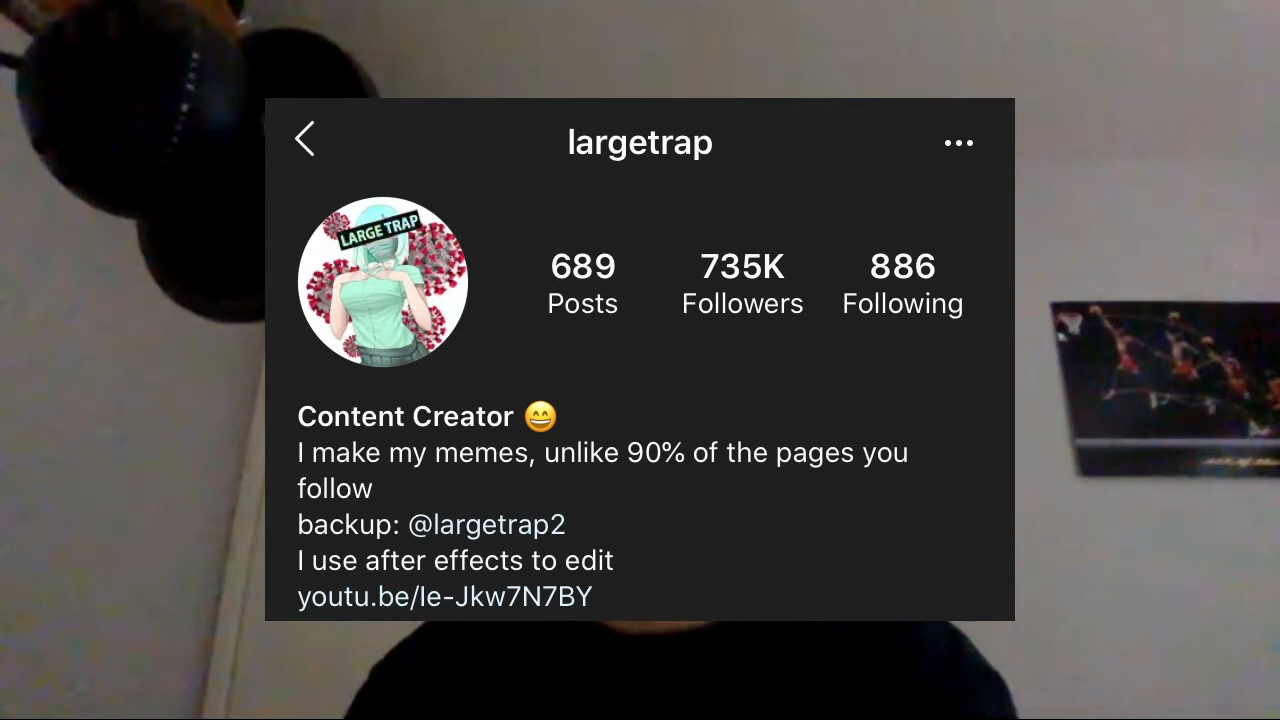 largetrap
LARGE TRAP
689
735K
886
Posts
Followers
Following
Content Creator 😄
I make my memes, unlike 90% of the pages you
follow
backup: @largetrap2
I use after effects to edit
youtu.be/Ie-Jkw7N7BY